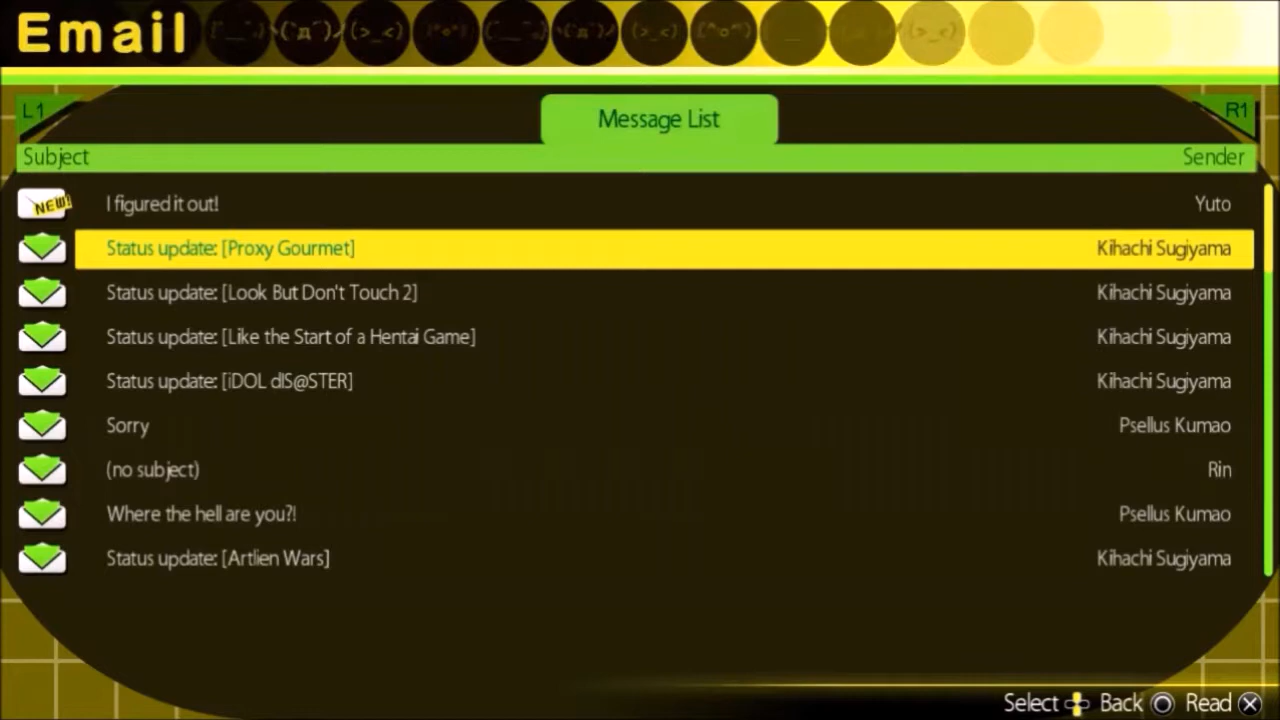 Email
L1
Message List
R1
Subject Sender
NEW! I figured it out! Yuto
Status update: [Proxy Gourmet] Kihachi Sugiyama
Status update: [Look But Don't Touch 2] Kihachi Sugiyama
Status update: [Like the Start of a Hentai Game] Kihachi Sugiyama
Status update: [iDOL dIS@STER] Kihachi Sugiyama
Sorry Psellus Kumao
(no subject) Rin
Where the hell are you?! Psellus Kumao
Status update: [Artlien Wars] Kihachi Sugiyama
Select Back Read